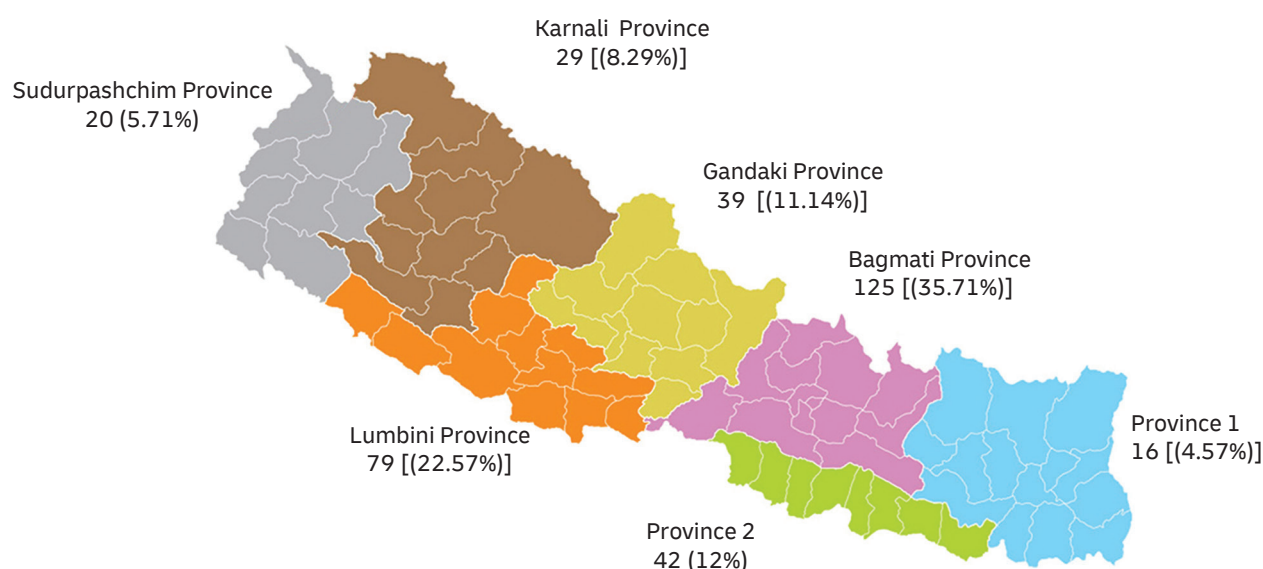 Karnali Province
29 [(8.29%)]
Sudurpashchim Province
20 (5.71%)
Gandaki Province
39 [(11.14%)]
Bagmati Province
125 [(35.71%)]
Province 1
16 [(4.57%)]
Lumbini Province
79 [(22.57%)]
Province 2
42 (12%)